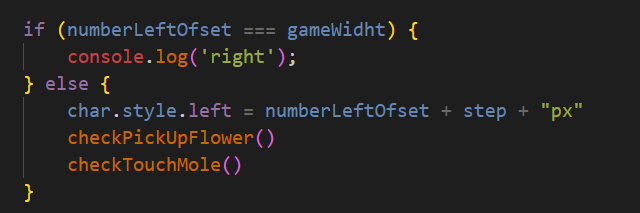 if (numberLeftOfset === gameWidht) {
console.log('right');
} else {
char.style.left = numberLeftOfset + step + "px"
checkPickUpFlower()
checkTouchMole()
}